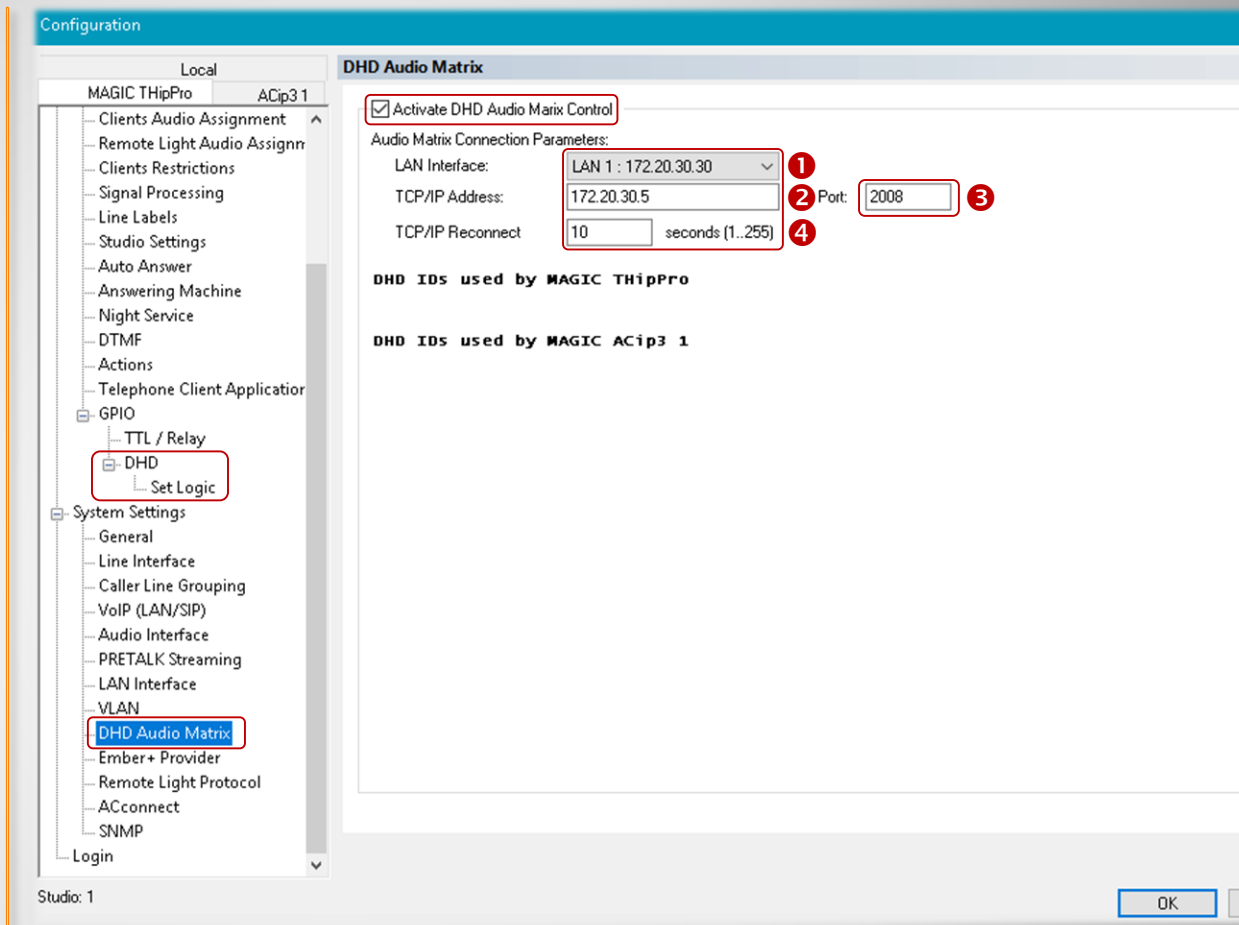 Configuration
Local
MAGIC THipPro
ACip3 1
Clients Audio Assignment
Remote Light Audio Assignm
Clients Restrictions
Signal Processing
Line Labels
Studio Settings
Auto Answer
Answering Machine
Night Service
DTMF
Actions
Telephone Client Application
GPIO
TTL / Relay
DHD
Set Logic
System Settings
General
Line Interface
Caller Line Grouping
VoIP (LAN/SIP)
Audio Interface
PRETALK Streaming
LAN Interface
VLAN
DHD Audio Matrix
Ember+ Provider
Remote Light Protocol
ACconnect
SNMP
Login
Studio: 1
DHD Audio Matrix
Activate DHD Audio Marix Control
Audio Matrix Connection Parameters:
LAN Interface: LAN 1 : 172.20.30.30 1
TCP/IP Address: 172.20.30.5 2 Port: 2008 3
TCP/IP Reconnect 10 seconds (1..255) 4
DHD IDs used by MAGIC THipPro
DHD IDs used by MAGIC ACip3 1
OK